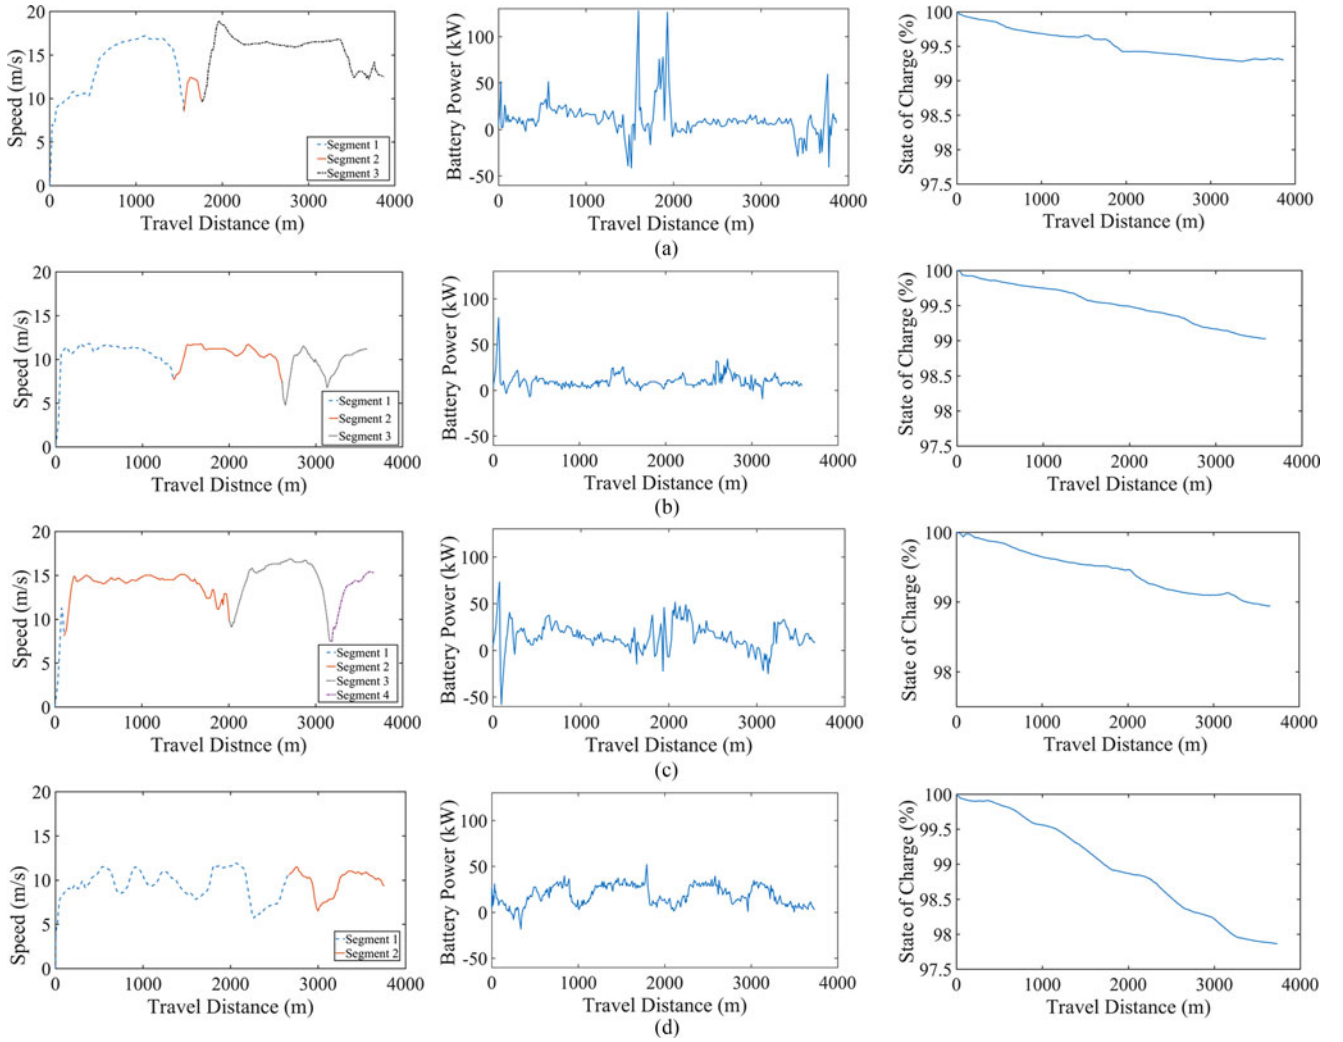 20
15
10
5
0
Speed (m/s)
Segment 1
Segment 2
Segment 3
0 1000 2000 3000 4000
Travel Distance (m)
100
50
0
-50
Battery Power (kW)
0 1000 2000 3000 4000
Travel Distance (m)
100
99.5
99
98.5
98
97.5
State of Charge (%)
0 1000 2000 3000 4000
Travel Distance (m)
(a)
20
15
10
5
0
Speed (m/s)
Segment 1
Segment 2
Segment 3
0 1000 2000 3000 4000
Travel Distnce (m)
100
50
0
-50
Battery Power (kW)
0 1000 2000 3000 4000
Travel Distance (m)
100
99.5
99
98.5
98
97.5
State of Charge (%)
0 1000 2000 3000 4000
Travel Distance (m)
(b)
20
15
10
5
0
Speed (m/s)
Segment 1
Segment 2
Segment 3
Segment 4
0 1000 2000 3000 4000
Travel Distnce (m)
100
50
0
-50
Battery Power (kW)
0 1000 2000 3000 4000
Travel Distance (m)
100
99
98
State of Charge (%)
0 1000 2000 3000 4000
Travel Distance (m)
(c)
20
15
10
5
0
Speed (m/s)
Segment 1
Segment 2
0 1000 2000 3000 4000
Travel Distance (m)
100
50
0
-50
Battery Power (kW)
0 1000 2000 3000 4000
Travel Distance (m)
100
99.5
99
98.5
98
97.5
State of Charge (%)
0 1000 2000 3000 4000
Travel Distance (m)
(d)